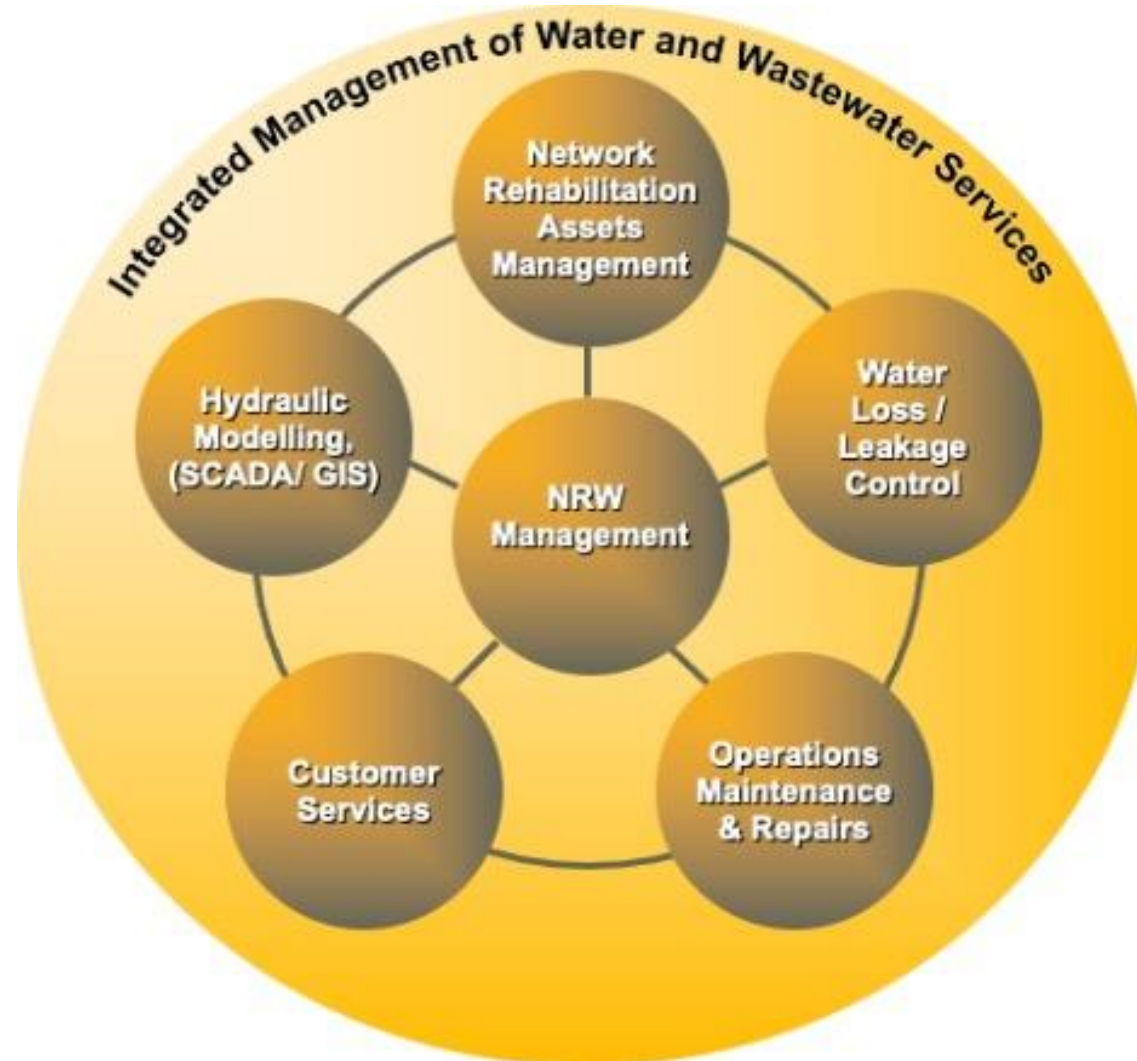 Integrated Management of Water and Wastewater Services
Network
Rehabilitation
Assets
Management
Water
Loss /
Leakage
Control
Hydraulic
Modelling,
(SCADA/ GIS)
NRW
Management
Customer
Services
Operations
Maintenance
& Repairs